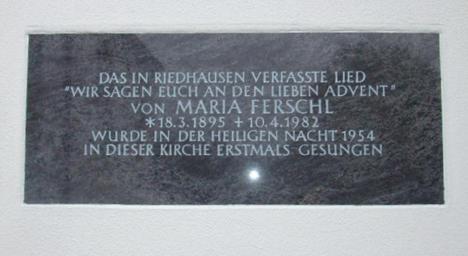 DAS IN RIEDHAUSEN VERFASSTE LIED
"WIR SAGEN EUCH AN DEN LIEBEN ADVENT"
VON MARIA FERSCHL
*18.3.1895 +10.4.1982
WURDE IN DER HEILIGEN NACHT 1954
IN DIESER KIRCHE ERSTMALS GESUNGEN